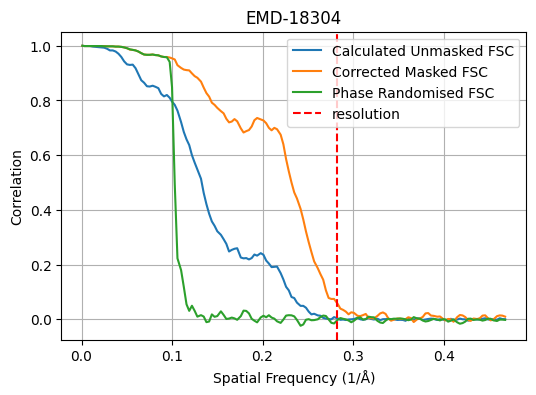 EMD-18304
Calculated Unmasked FSC
Corrected Masked FSC
Phase Randomised FSC
resolution
Correlation
1.0
0.8
0.6
0.4
0.2
0.0
0.0 0.1 0.2 0.3 0.4
Spatial Frequency (1/Å)